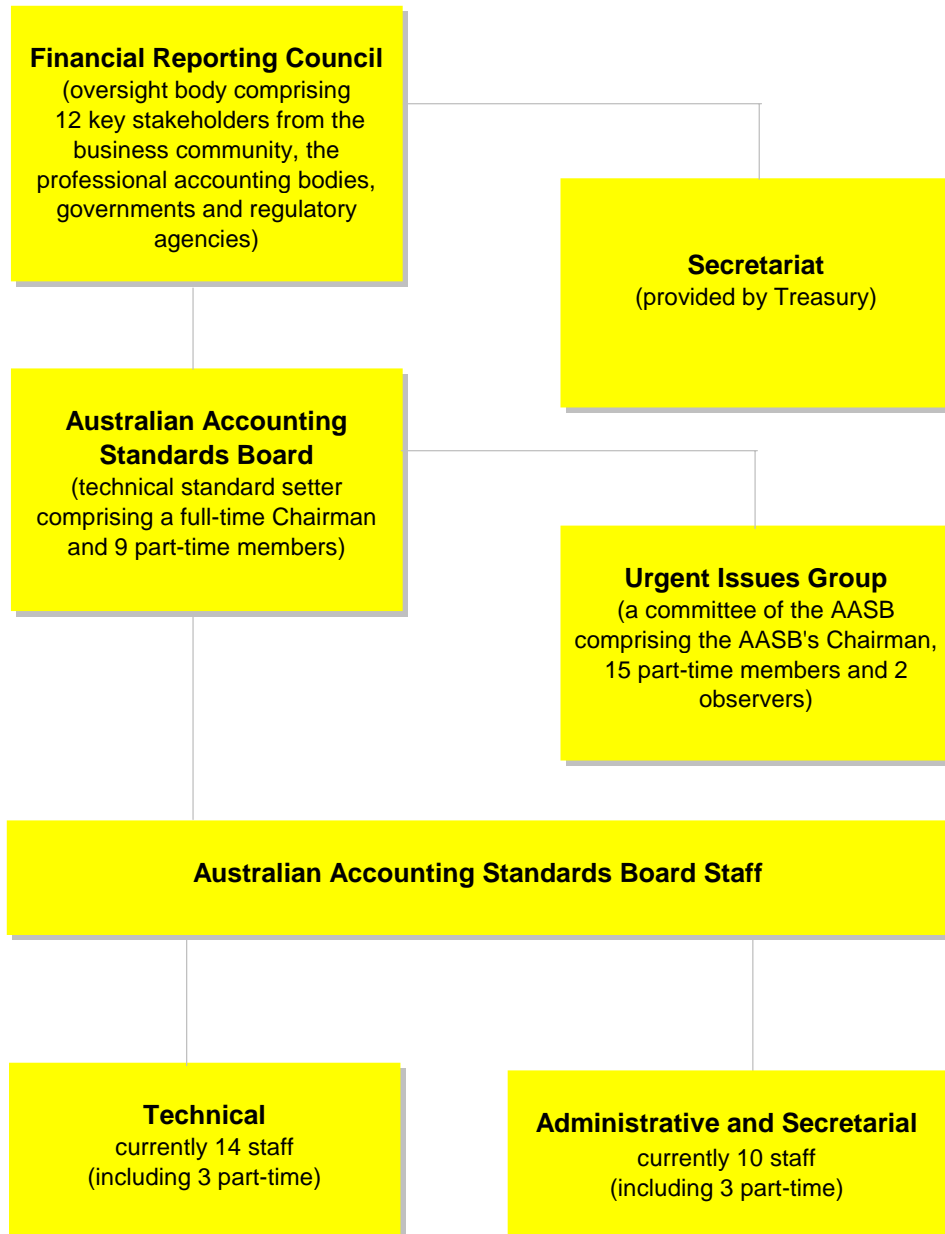 Financial Reporting Council
(oversight body comprising
12 key stakeholders from the
business community, the
professional accounting bodies,
governments and regulatory
agencies)
Secretariat
(provided by Treasury)
Australian Accounting
Standards Board
(technical standard setter
comprising a full-time Chairman
and 9 part-time members)
Urgent Issues Group
(a committee of the AASB
comprising the AASB's Chairman,
15 part-time members and 2
observers)
Australian Accounting Standards Board Staff
Technical
currently 14 staff
(including 3 part-time)
Administrative and Secretarial
currently 10 staff
(including 3 part-time)